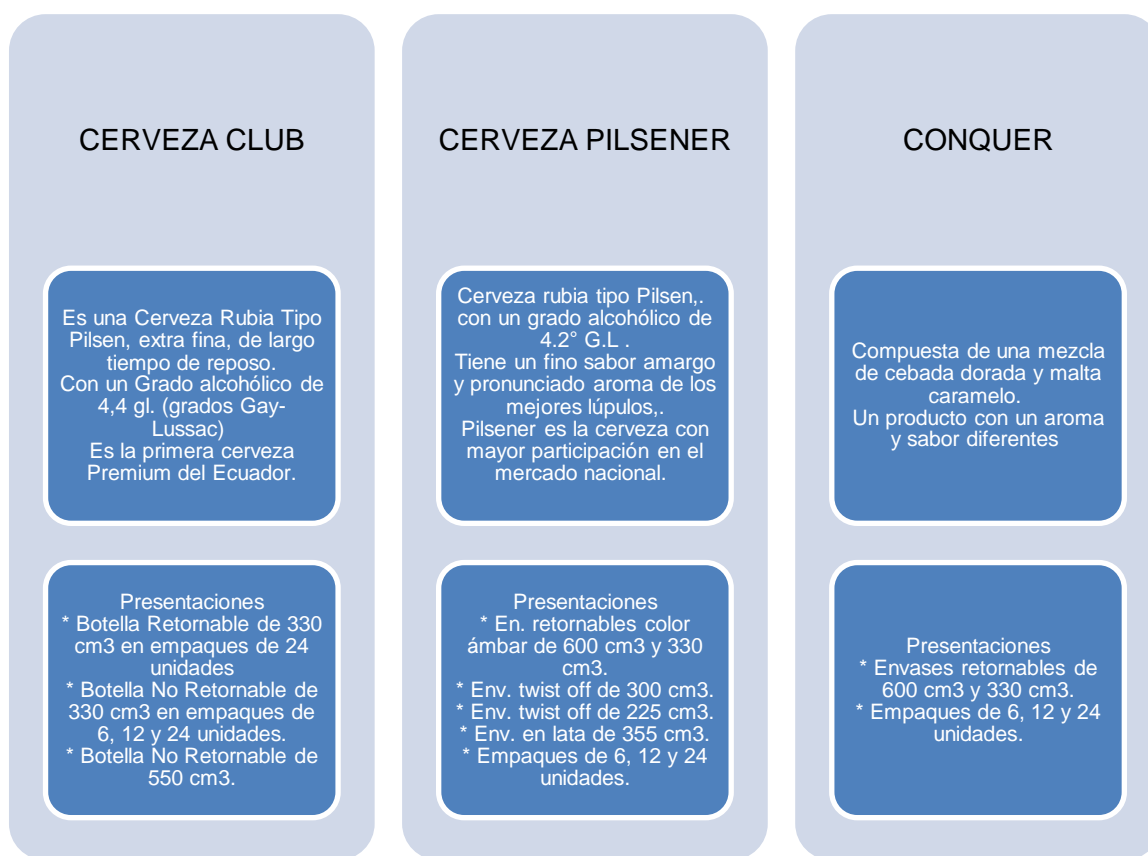 CERVEZA CLUB
Es una Cerveza Rubia Tipo
Pilsen, extra fina, de largo
tiempo de reposo.
Con un Grado alcohólico de
4,4 gl. (grados Gay-
Lussac)
Es la primera cerveza
Premium del Ecuador.
Presentaciones
* Botella Retornable de 330
cm3 en empaques de 24
unidades
* Botella No Retornable de
330 cm3 en empaques de
6, 12 y 24 unidades.
* Botella No Retornable de
550 cm3.
CERVEZA PILSENER
Cerveza rubia tipo Pilsen,.
con un grado alcohólico de
4.2° G.L .
Tiene un fino sabor amargo
y pronunciado aroma de los
mejores lúpulos,.
Pilsener es la cerveza con
mayor participación en el
mercado nacional.
Presentaciones
* En. retornables color
ámbar de 600 cm3 y 330
cm3.
* Env. twist off de 300 cm3.
* Env. twist off de 225 cm3.
* Env. en lata de 355 cm3.
* Empaques de 6, 12 y 24
unidades.
CONQUER
Compuesta de una mezcla
de cebada dorada y malta
caramelo.
Un producto con un aroma
y sabor diferentes
Presentaciones
* Envases retornables de
600 cm3 y 330 cm3.
* Empaques de 6, 12 y 24
unidades.